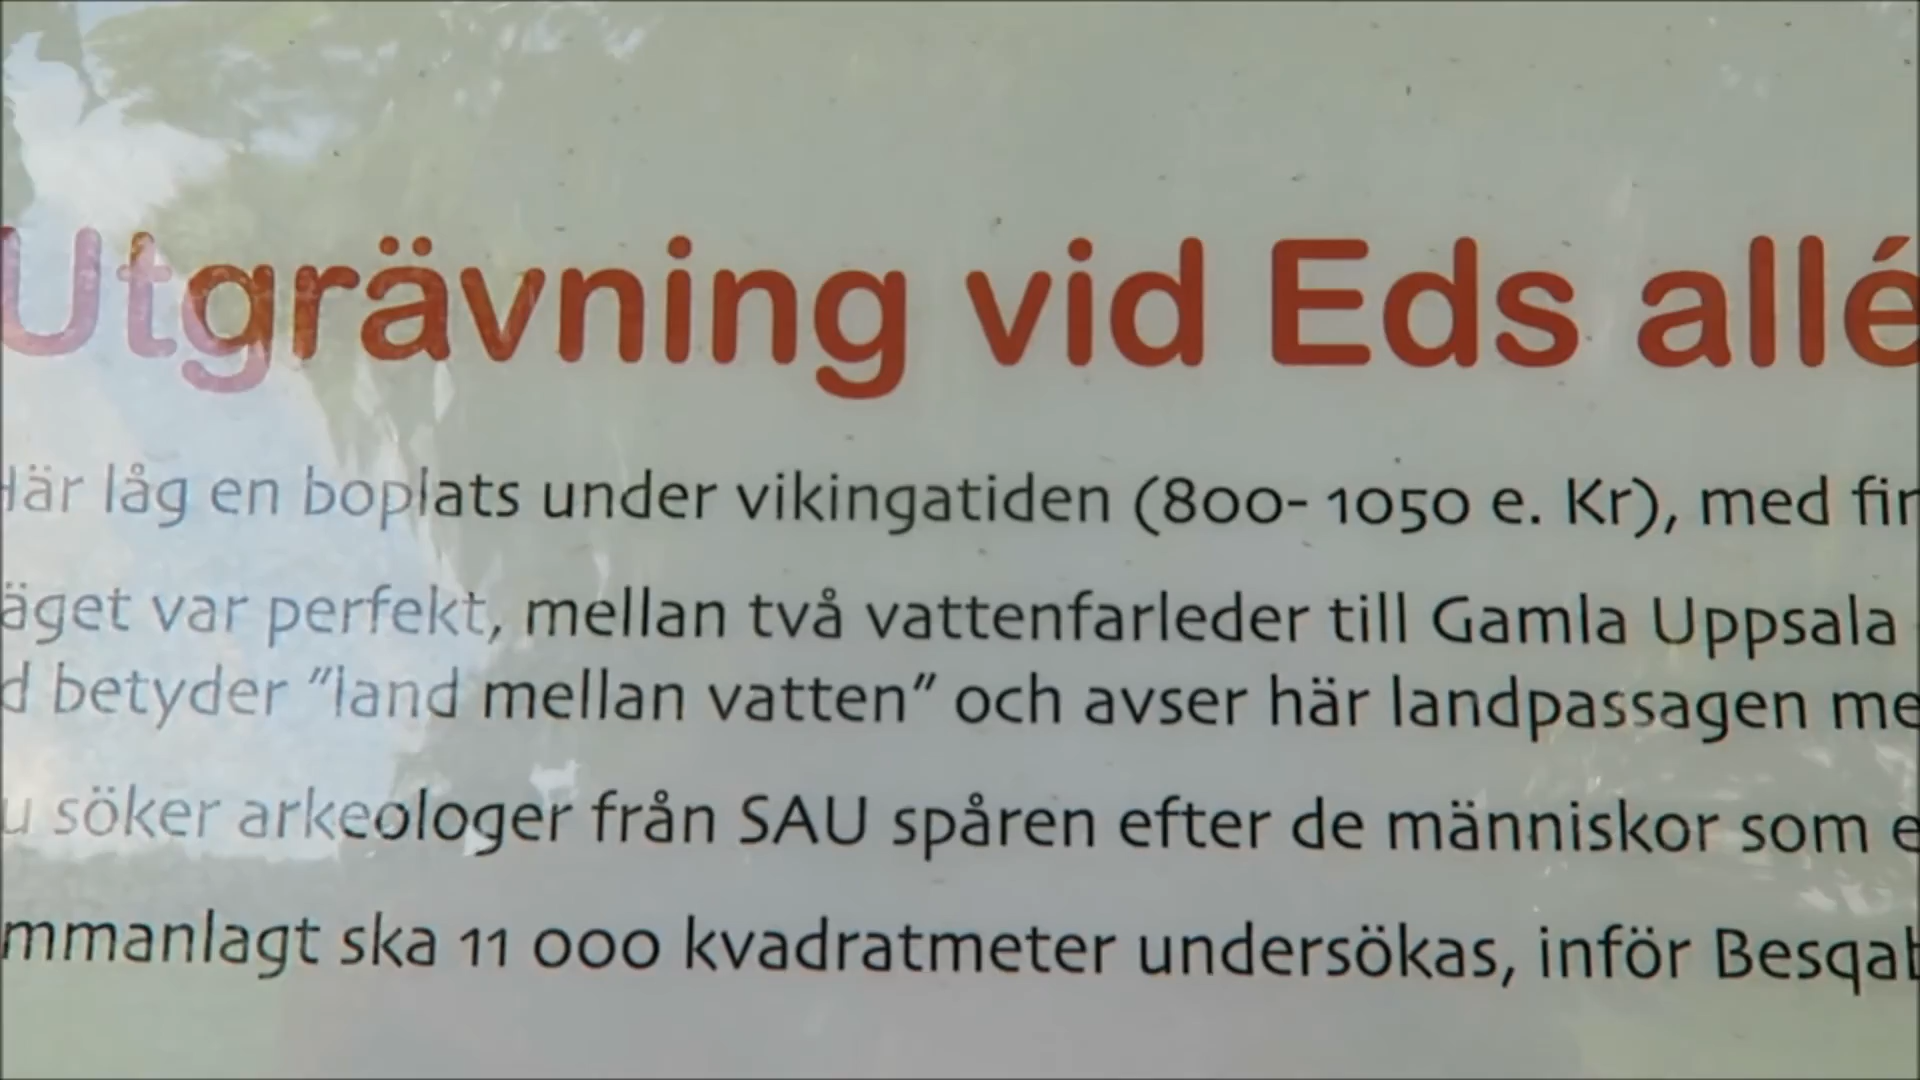 Utgrävning vid Eds allé
Här låg en boplats under vikingatiden (800- 1050 e. Kr), med
äget var perfekt, mellan två vattenfarleder till Gamla Uppsala
d betyder "land mellan vatten" och avser här landpassagen me
u söker arkeologer från SAU spåren efter de människor som e
mmanlagt ska 11 000 kvadratmeter undersökas, inför Besqab